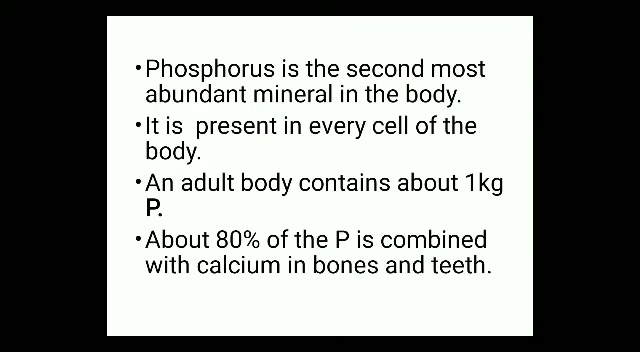 •Phosphorus is the second most
abundant mineral in the body.
•It is  present in every cell of the
body.
•An adult body contains about 1kg
P.
•About 80% of the P is combined
with calcium in bones and teeth.